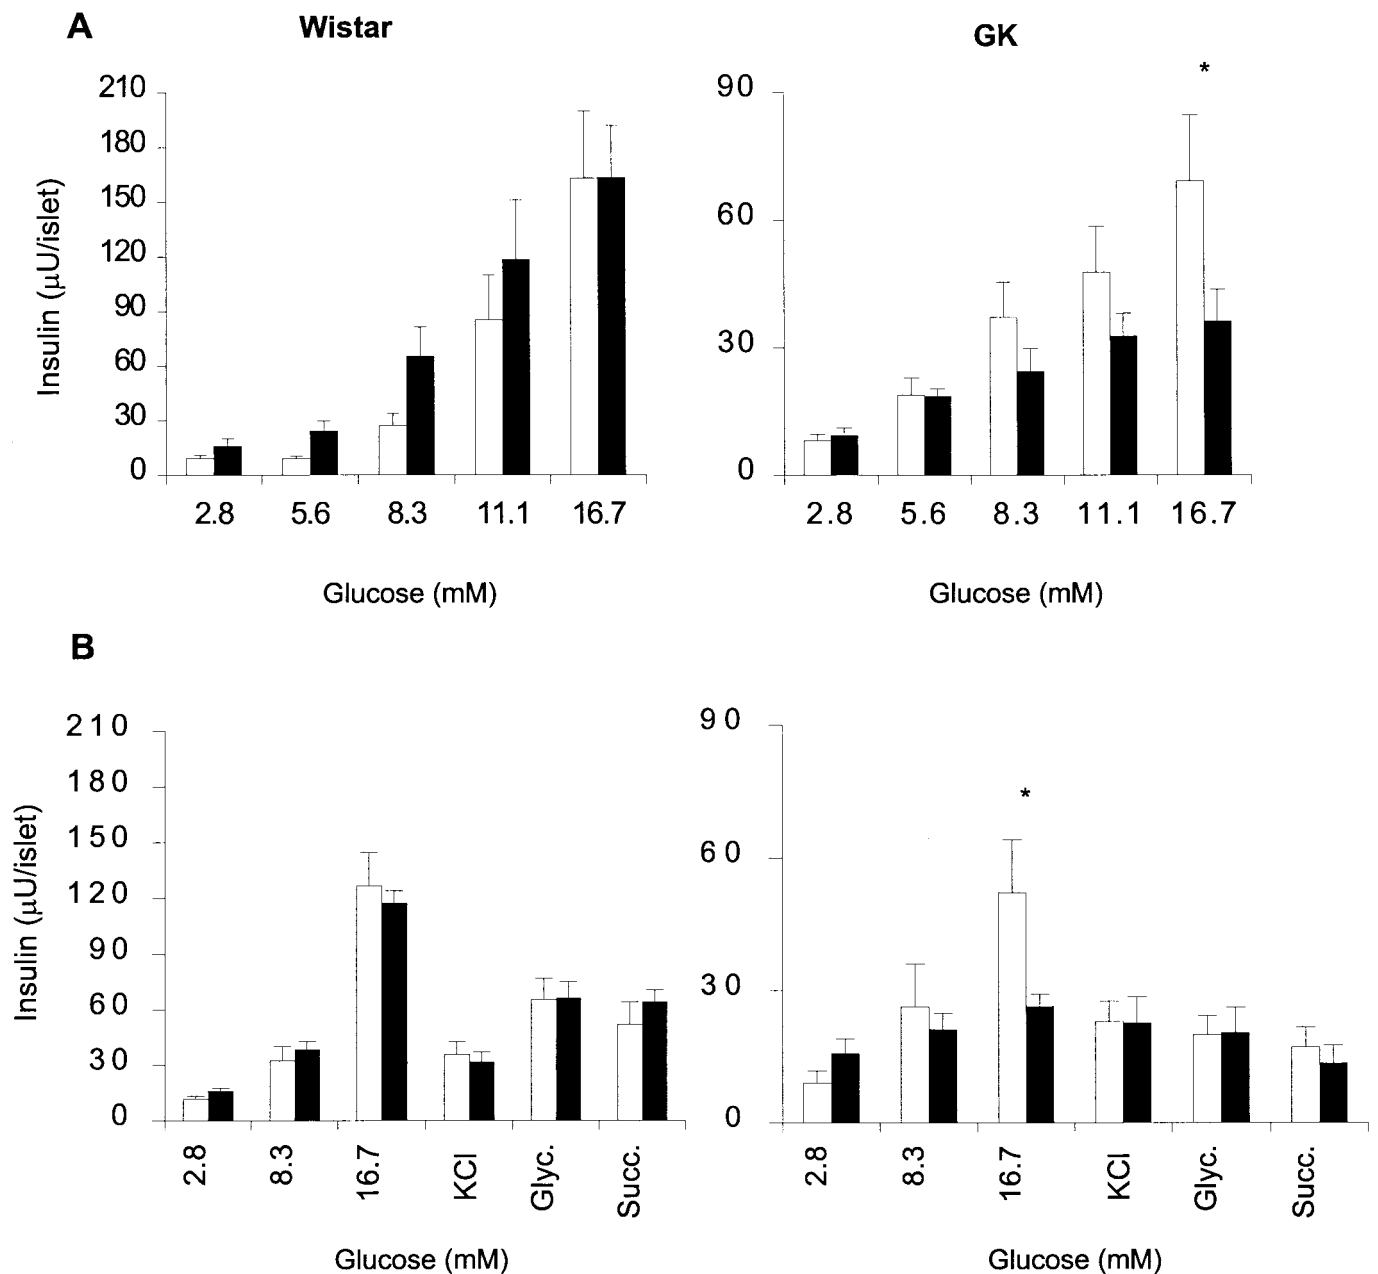 A
Wistar
GK
*
210
180
150
120
90
60
30
0
Insulin (μU/islet)
2.8 5.6 8.3 11.1 16.7
Glucose (mM)
90
60
30
0
2.8 5.6 8.3 11.1 16.7
Glucose (mM)
B
210
180
150
120
90
60
30
0
Insulin (μU/islet)
2.8 8.3 16.7 KCl Glyc. Succ.
Glucose (mM)
*
90
60
30
0
2.8 8.3 16.7 KCl Glyc. Succ.
Glucose (mM)